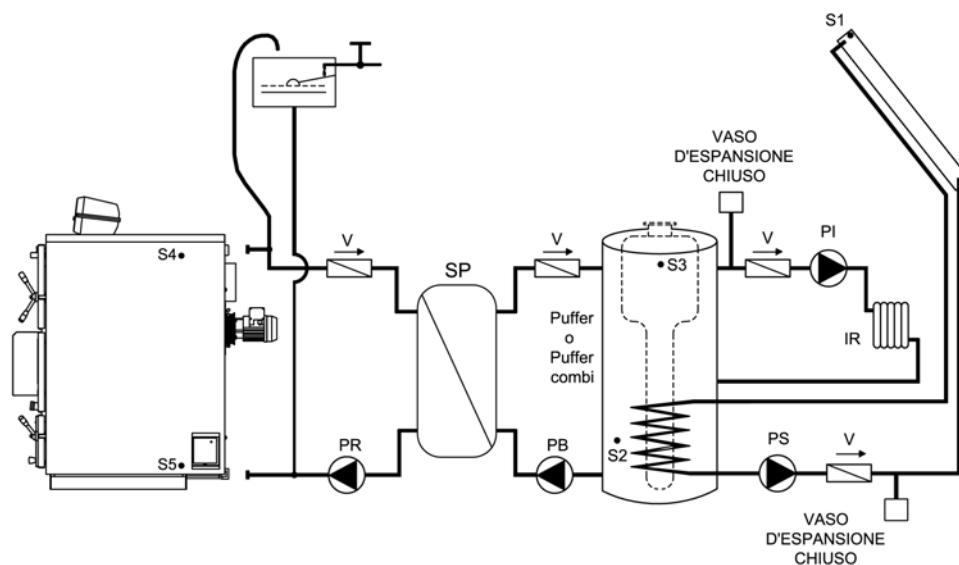 S1
VASO
D'ESPANSIONE
CHIUSO
S4
V
SP
V
S3
V
PI
Puffer
o
Puffer
combi
IR
S5
PR
PB
S2
PS
V
VASO
D'ESPANSIONE
CHIUSO